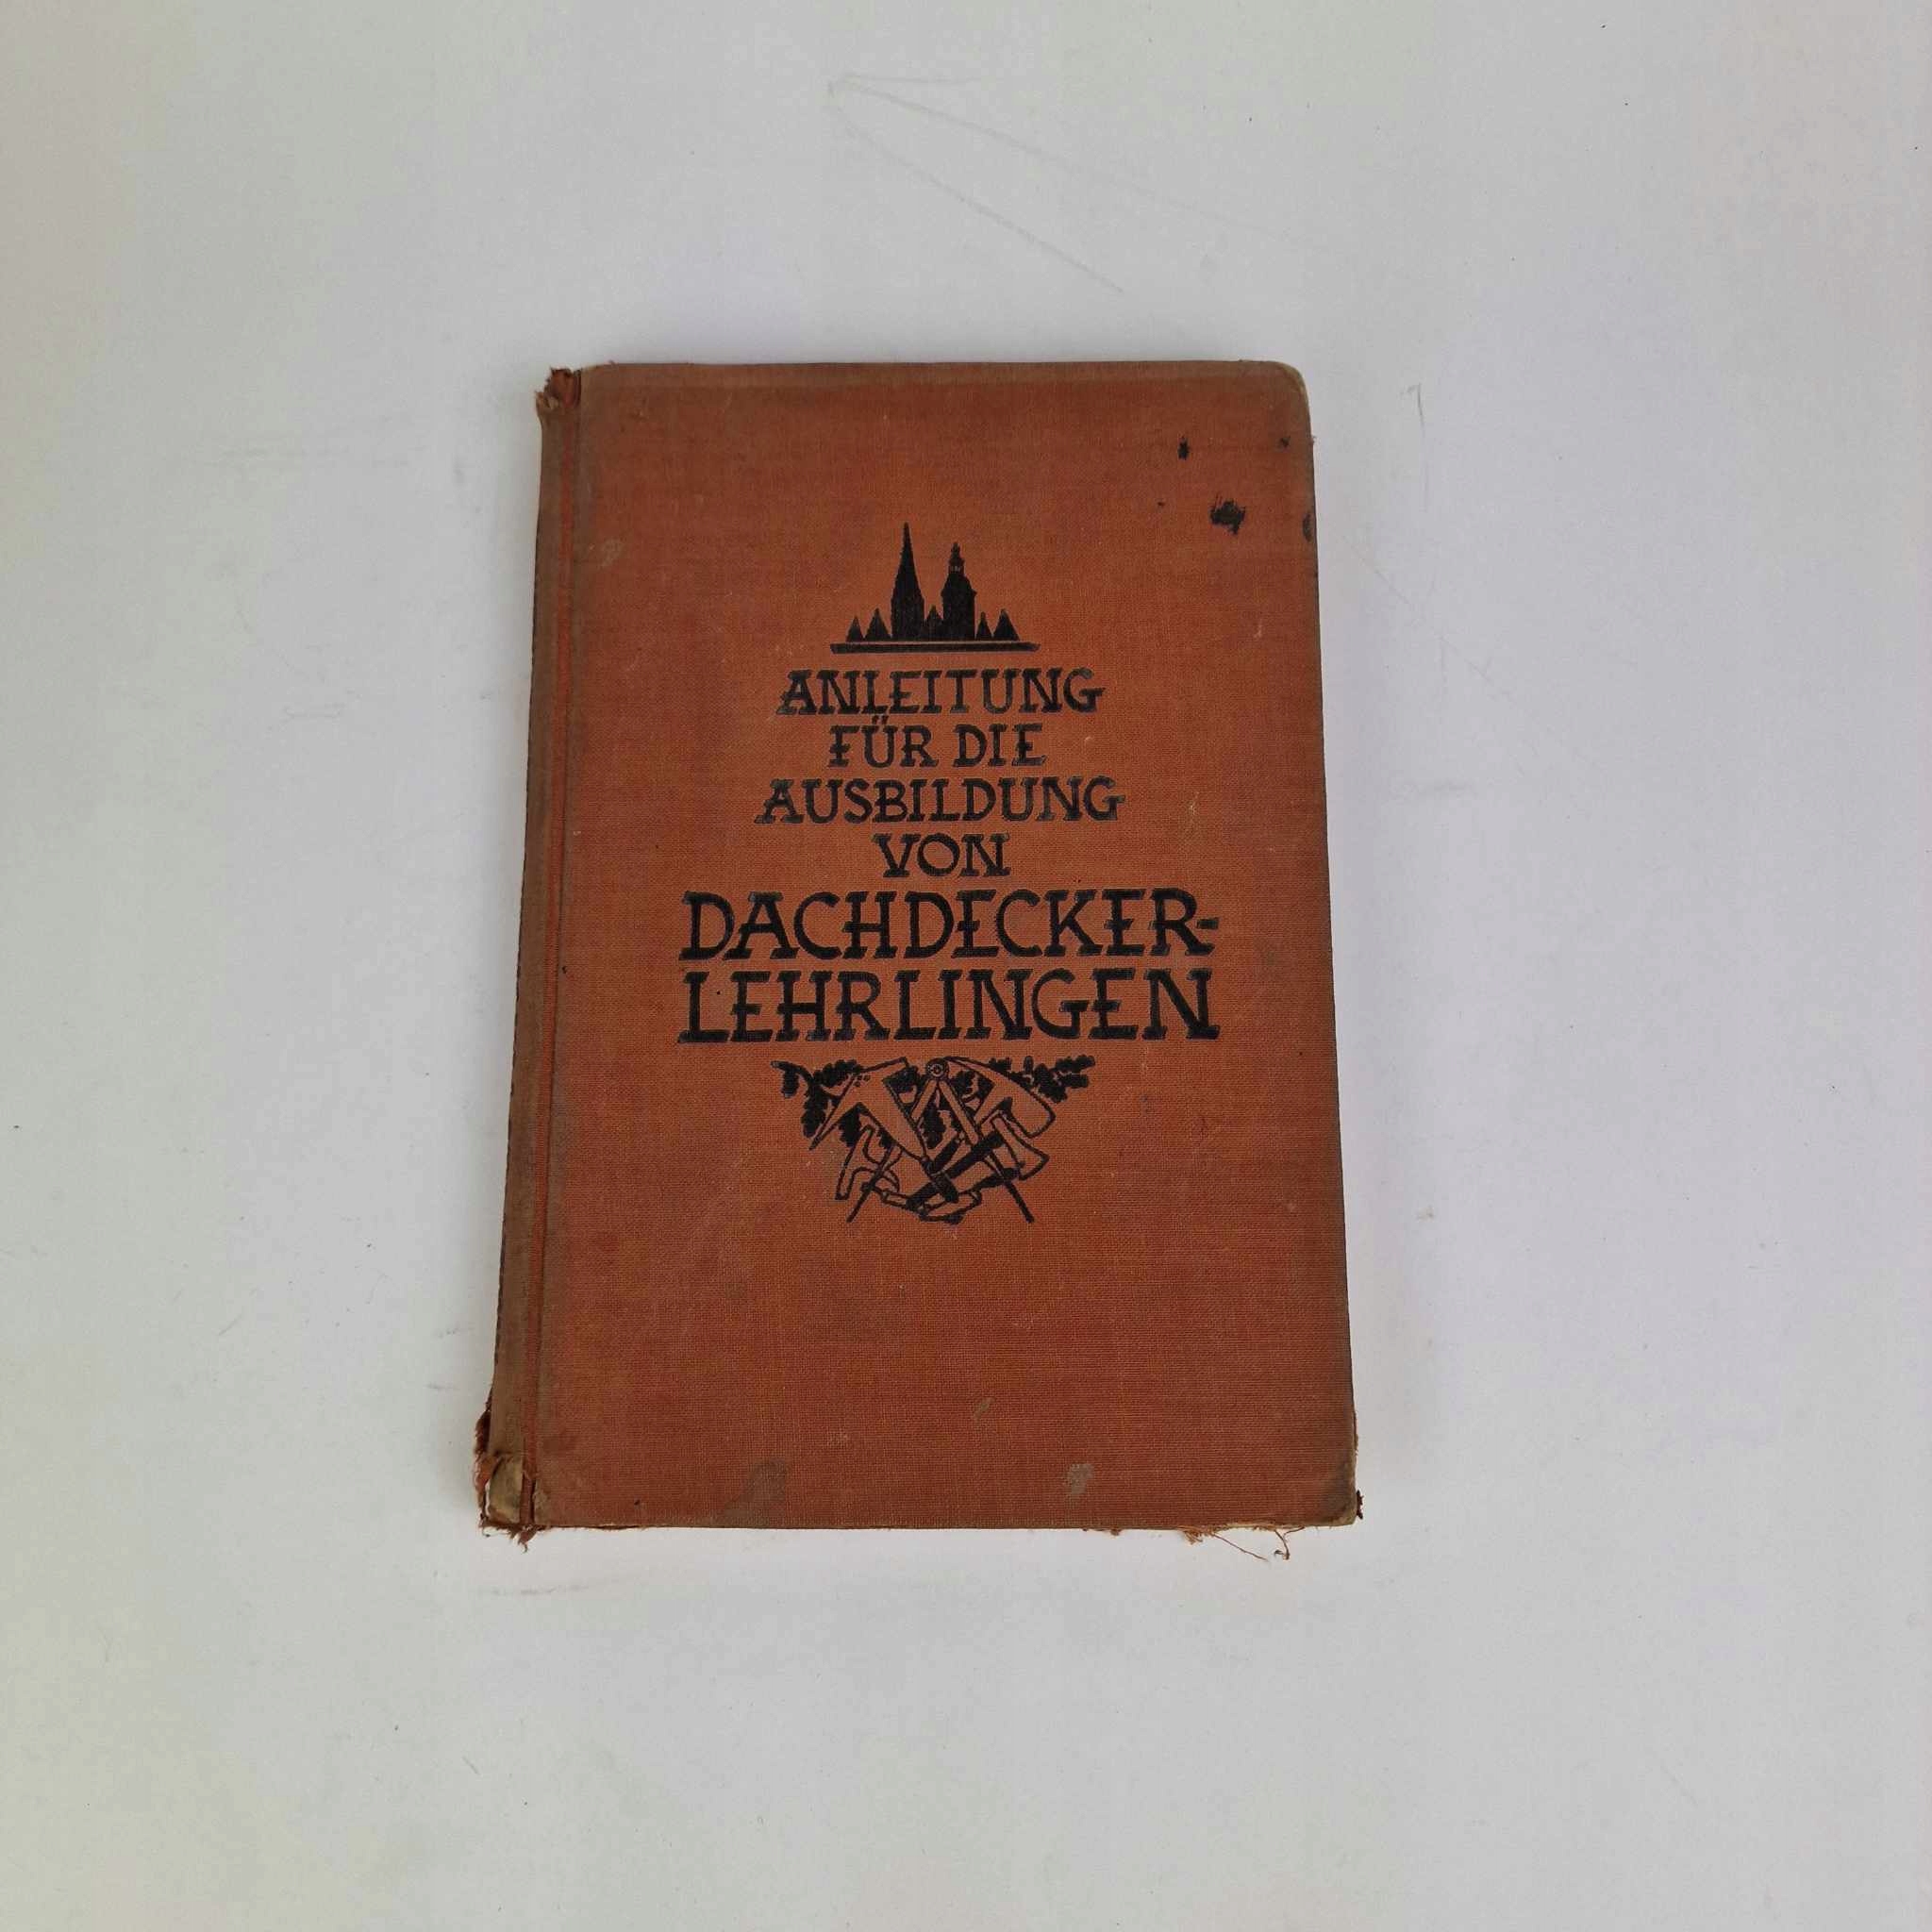 ANLEITUNG
FÜR DIE
AUSBILDUNG
VON
DACHDECKER-
LEHRLINGEN